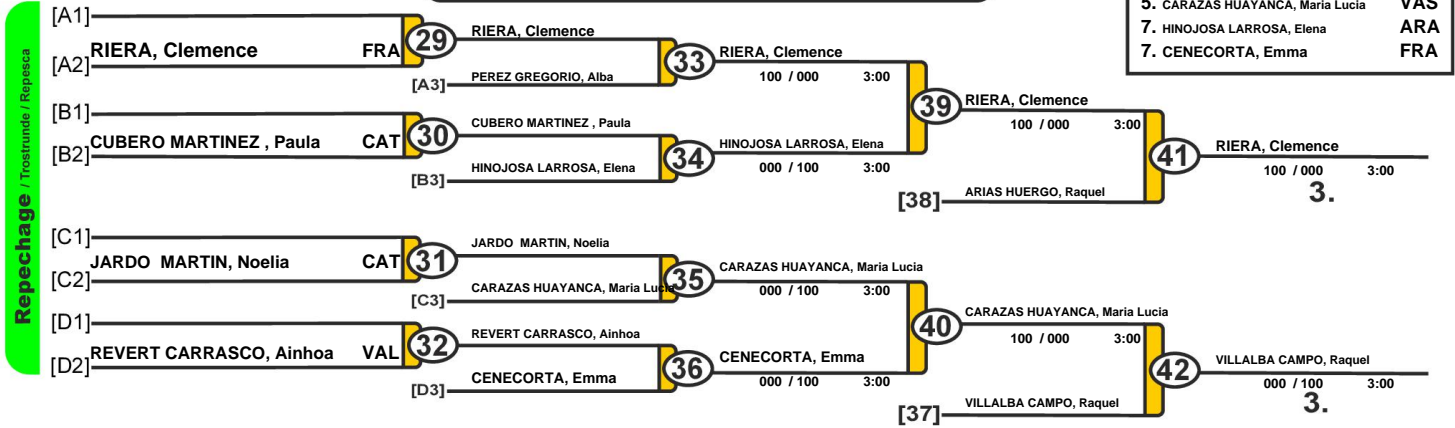 5. CARAZAS HUAYANCA, Maria Lucia VAS
7. HINOJOSA LARROSA, Elena ARA
7. CENECORTA, Emma FRA
Repechage / Trostrunde / Repesca
[A1]
[A2] RIERA, Clemence FRA
29
RIERA, Clemence
[A3] PEREZ GREGORIO, Alba
33
RIERA, Clemence
100 / 000 3:00
[B1]
[B2] CUBERO MARTINEZ , Paula CAT
30
CUBERO MARTINEZ , Paula
[B3] HINOJOSA LARROSA, Elena
34
HINOJOSA LARROSA, Elena
000 / 100 3:00
39
RIERA, Clemence
100 / 000 3:00
[38] ARIAS HUERGO, Raquel
41
RIERA, Clemence
100 / 000 3:00
3.
[C1]
[C2] JARDO MARTIN, Noelia CAT
31
JARDO MARTIN, Noelia
[C3] CARAZAS HUAYANCA, Maria Lucia
35
CARAZAS HUAYANCA, Maria Lucia
000 / 100 3:00
[D1]
[D2] REVERT CARRASCO, Ainhoa VAL
32
REVERT CARRASCO, Ainhoa
[D3] CENECORTA, Emma
36
CENECORTA, Emma
000 / 100 3:00
40
CARAZAS HUAYANCA, Maria Lucia
100 / 000 3:00
[37] VILLALBA CAMPO, Raquel
42
VILLALBA CAMPO, Raquel
000 / 100 3:00
3.